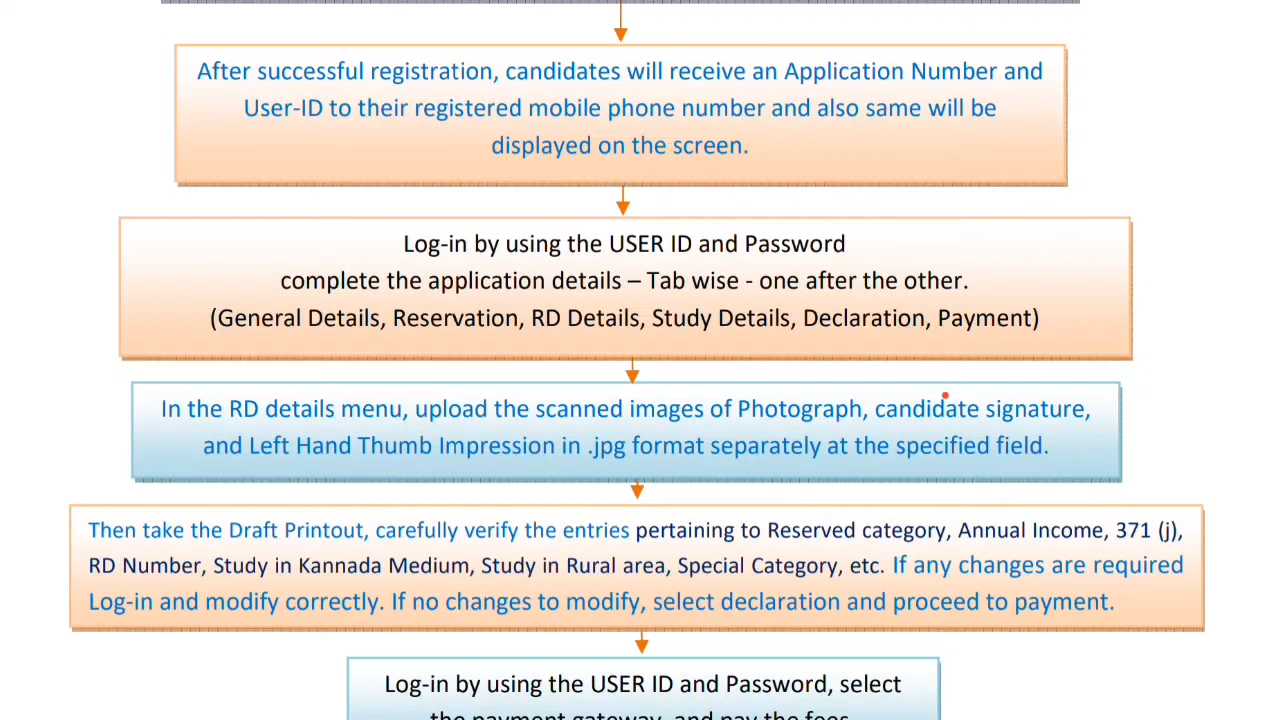 After successful registration, candidates will receive an Application Number and
User-ID to their registered mobile phone number and also same will be
displayed on the screen.
Log-in by using the USER ID and Password
complete the application details – Tab wise - one after the other.
(General Details, Reservation, RD Details, Study Details, Declaration, Payment)
In the RD details menu, upload the scanned images of Photograph, candidate signature,
and Left Hand Thumb Impression in .jpg format separately at the specified field.
Then take the Draft Printout, carefully verify the entries pertaining to Reserved category, Annual Income, 371 (j),
RD Number, Study in Kannada Medium, Study in Rural area, Special Category, etc. If any changes are required
Log-in and modify correctly. If no changes to modify, select declaration and proceed to payment.
Log-in by using the USER ID and Password, select
the payment gateway, and pay the fees